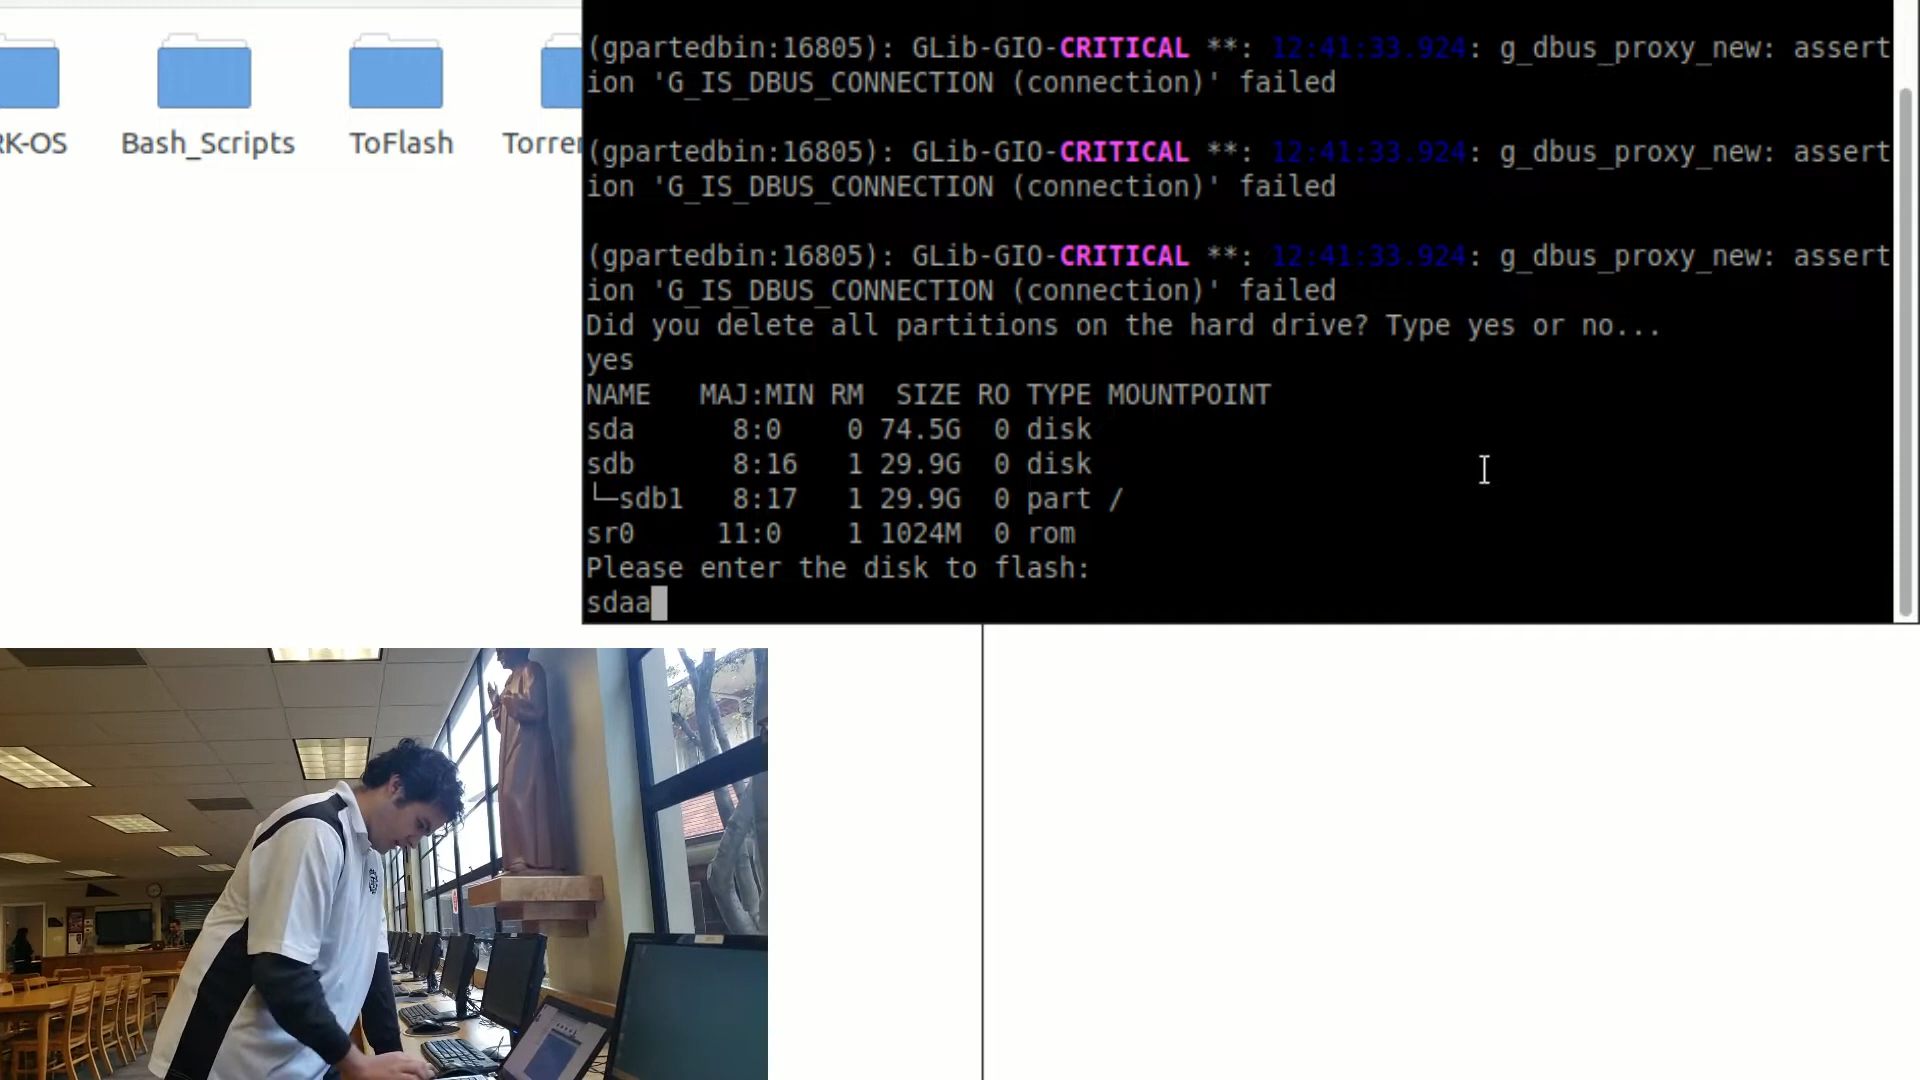 RK-OS
Bash_Scripts
ToFlash
Torren
(gpartedbin:16805): GLib-GIO-CRITICAL **: 12:41:33.924: g_dbus_proxy_new: assert
ion 'G_IS_DBUS_CONNECTION (connection)' failed
(gpartedbin:16805): GLib-GIO-CRITICAL **: 12:41:33.924: g_dbus_proxy_new: assert
ion 'G_IS_DBUS_CONNECTION (connection)' failed
(gpartedbin:16805): GLib-GIO-CRITICAL **: 12:41:33.924: g_dbus_proxy_new: assert
ion 'G_IS_DBUS_CONNECTION (connection)' failed
Did you delete all partitions on the hard drive? Type yes or no...
yes
NAME MAJ:MIN RM SIZE RO TYPE MOUNTPOINT
sda 8:0 0 74.5G 0 disk
sdb 8:16 1 29.9G 0 disk
└─sdb1 8:17 1 29.9G 0 part /
sr0 11:0 1 1024M 0 rom
Please enter the disk to flash:
sdaa